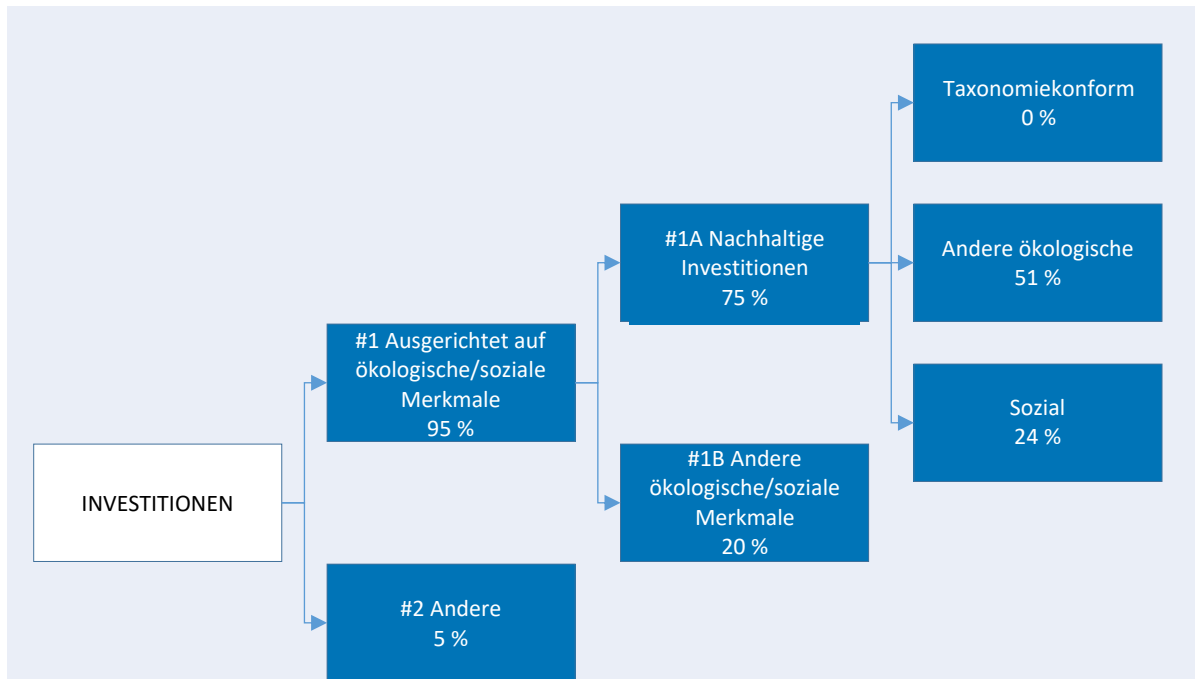 INVESTITIONEN
#1 Ausgerichtet auf
ökologische/soziale
Merkmale
95 %
#2 Andere
5 %
#1A Nachhaltige
Investitionen
75 %
#1B Andere
ökologische/soziale
Merkmale
20 %
Taxonomiekonform
0 %
Andere ökologische
51 %
Sozial
24 %